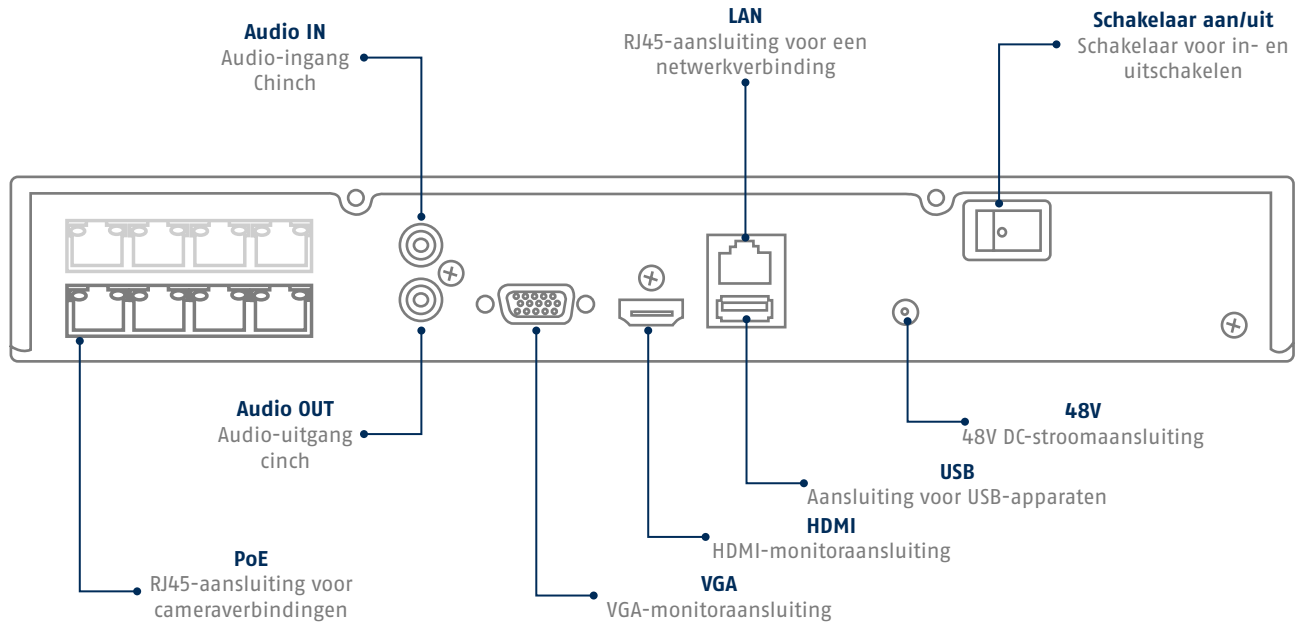 Audio IN
Audio-ingang
Chinch
LAN
RJ45-aansluiting voor een
netwerkverbinding
Schakelaar aan/uit
Schakelaar voor in- en
uitschakelen
Audio OUT
Audio-uitgang
cinch
48V
48V DC-stroomaansluiting
USB
Aansluiting voor USB-apparaten
HDMI
HDMI-monitoraansluiting
PoE
RJ45-aansluiting voor
cameraverbindingen
VGA
VGA-monitoraansluiting